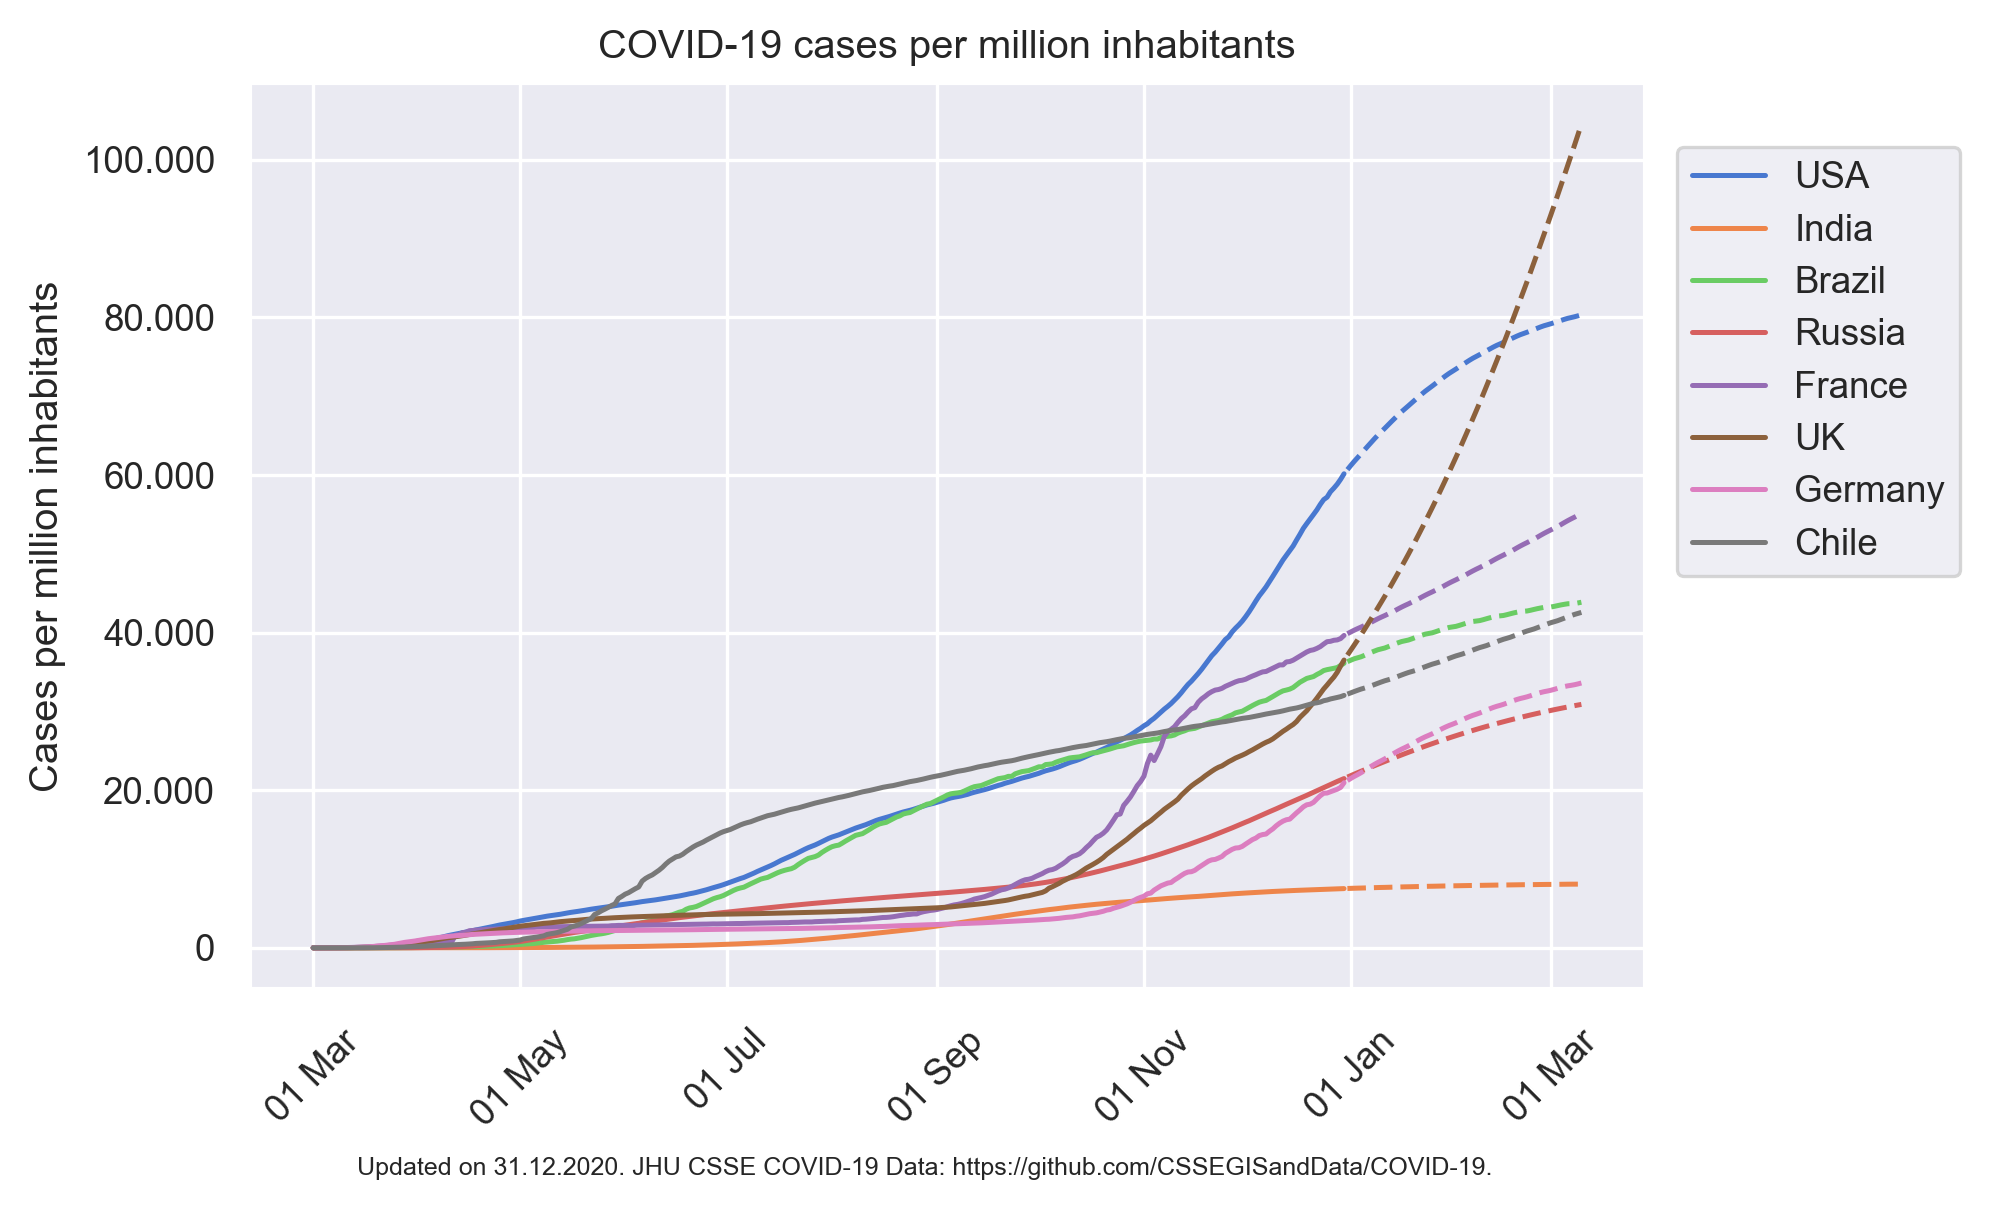 COVID-19 cases per million inhabitants
Cases per million inhabitants
100.000
80.000
60.000
40.000
20.000
0
01 Mar
01 May
01 Jul
01 Sep
01 Nov
01 Jan
01 Mar
USA
India
Brazil
Russia
France
UK
Germany
Chile
Updated on 31.12.2020. JHU CSSE COVID-19 Data: https://github.com/CSSEGISandData/COVID-19.